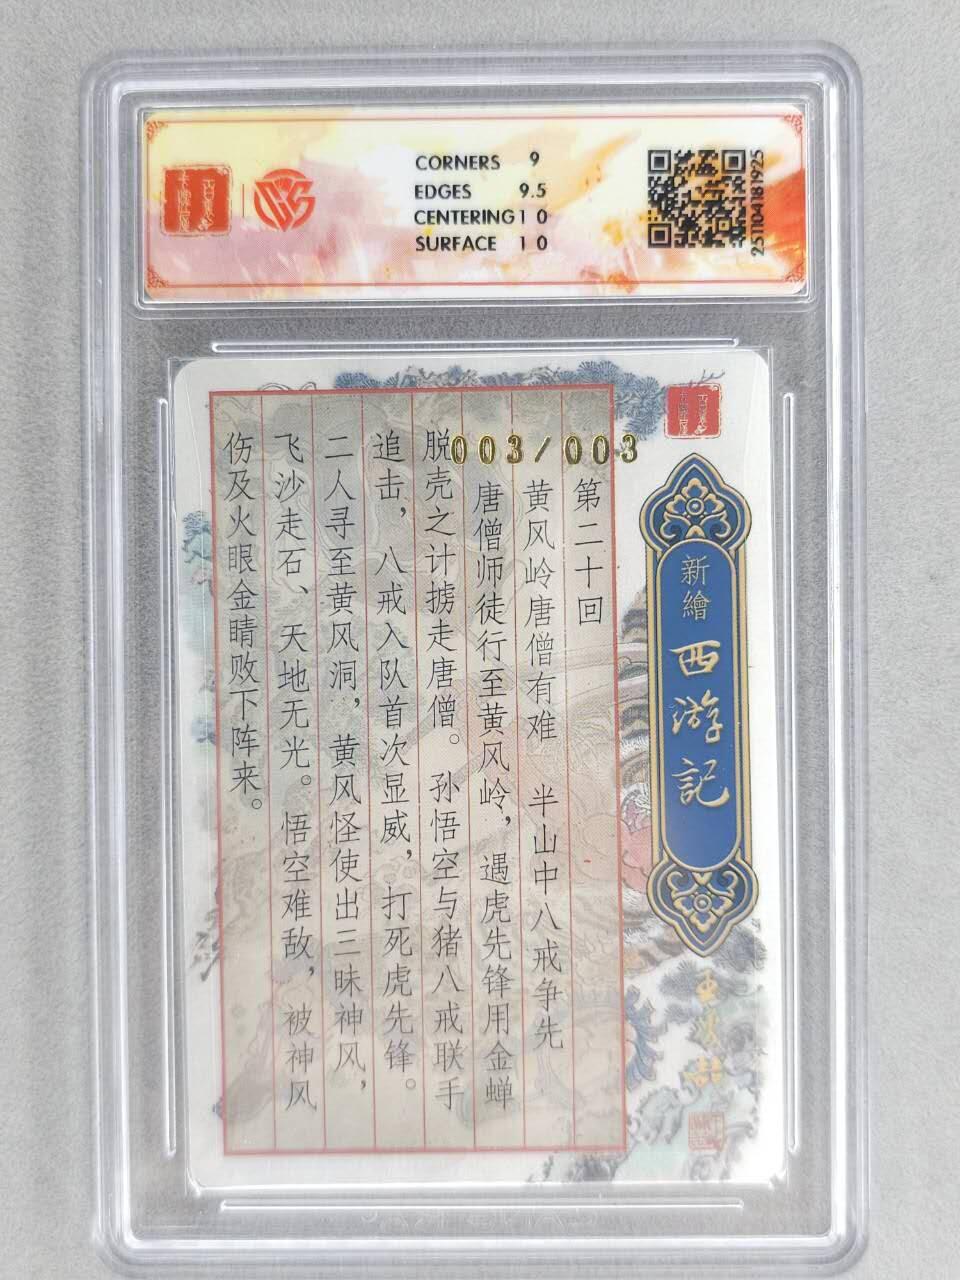 CORNERS 9
EDGES 9.5
CENTERING 10
SURFACE 10
251104181925
003/003
新繪
西游記
第二十回
黄风岭唐僧有难 半山中八戒争先
唐僧师徒行至黄风岭，遇虎先锋用金蝉
脱壳之计掳走唐僧。孙悟空与猪八戒联手
追击，八戒入队首次显威，打死虎先锋。
二人寻至黄风洞，黄风怪使出三昧神风，
飞沙走石、天地无光。悟空难敌，被神风
伤及火眼金睛败下阵来。